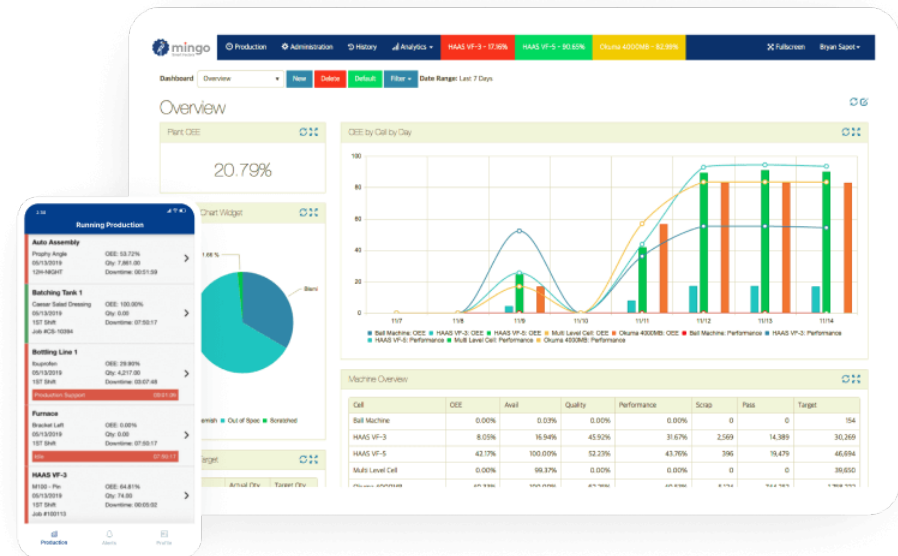 mingo
Production Administration History Analytics HAAS VF-3 - 17.16% HAAS VF-5 - 90.65% Okuma 4000MB - 82.98% Fullscreen Bryan Sapot
Dashboard Overview New Delete Default Filter Date Range: Last 7 Days
Overview
Plant OEE
20.79%
Chart Widget
Blemi
emish Out of Spec Scratched
Target
Actual Qty Target Qty
OEE by Cell by Day
100
80
60
40
20
0
11/7 11/8 11/9 11/10 11/11 11/12 11/13 11/14
Ball Machine: OEE HAAS VF-3: OEE HAAS VF-5: OEE Multi Level Cell: OEE Okuma 4000MB: OEE Ball Machine: Performance HAAS VF-3: Performance
HAAS VF-5: Performance Multi Level Cell: Performance Okuma 4000MB: Performance
Machine Overview
Cell OEE Avail Quality Performance Scrap Pass Target
Ball Machine 0.00% 0.03% 0.00% 0.00% 0 0 154
HAAS VF-3 8.05% 16.94% 45.92% 31.67% 2,569 14,389 30,269
HAAS VF-5 42.17% 100.00% 52.23% 43.76% 396 19,479 46,694
Multi Level Cell 0.00% 99.37% 0.00% 0.00% 0 0 39,650
Running Production
Auto Assembly
Prophy Angle OEE: 53.72%
05/13/2019 Qty: 7,861.00
12H-NIGHT Downtime: 00:51:59
Batching Tank 1
Caesar Salad Dressing OEE: 100.00%
05/13/2019 Qty: 0.00
1ST Shift Downtime: 07:50:17
Job #CS-10394
Bottling Line 1
Ibuprofen OEE: 29.90%
05/13/2019 Qty: 4,217.00
1ST Shift Downtime: 03:07:48
Production Support
Furnace
Bracket Left OEE: 0.00%
05/13/2019 Qty: 0.00
1ST Shift Downtime: 07:50:17
Idle 07:50:17
HAAS VF-3
M100 - Pin OEE: 64.81%
05/13/2019 Qty: 74.00
1ST Shift Downtime: 00:05:02
Job #100113
Production Alerts Profile